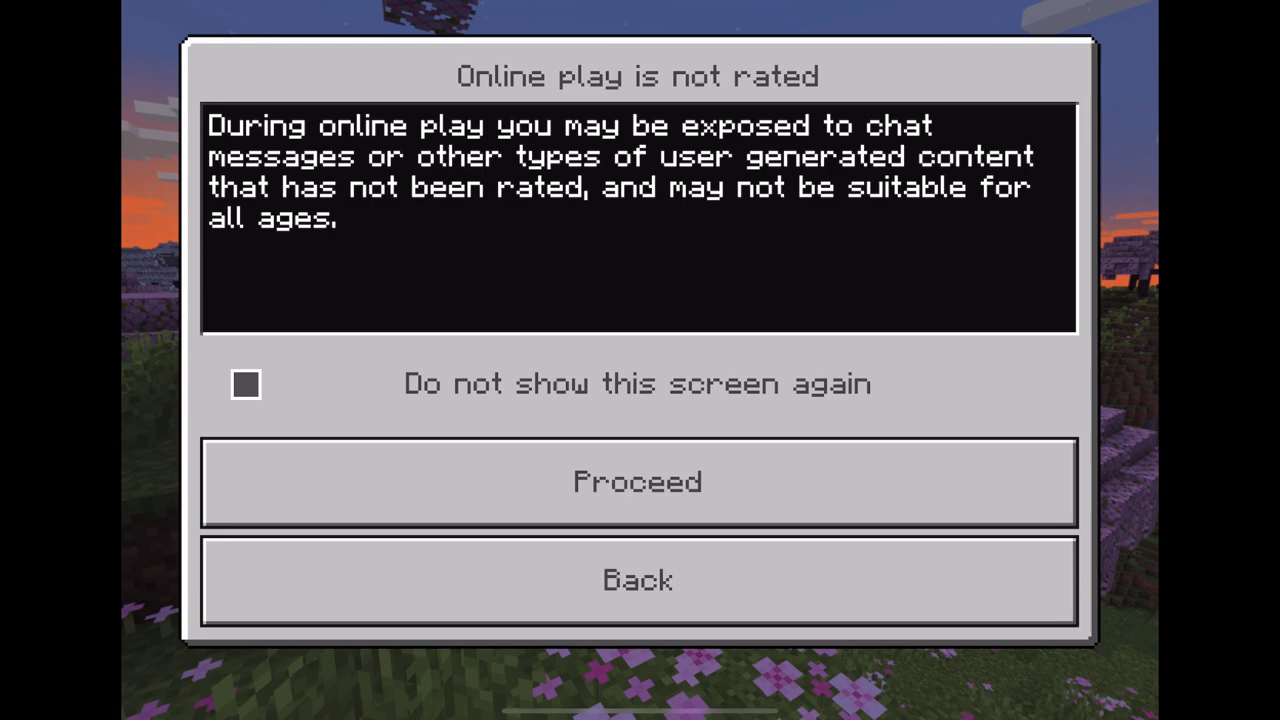 Online play is not rated
During online play you may be exposed to chat
messages or other types of user generated content
that has not been rated, and may not be suitable for
all ages.
Do not show this screen again
Proceed
Back